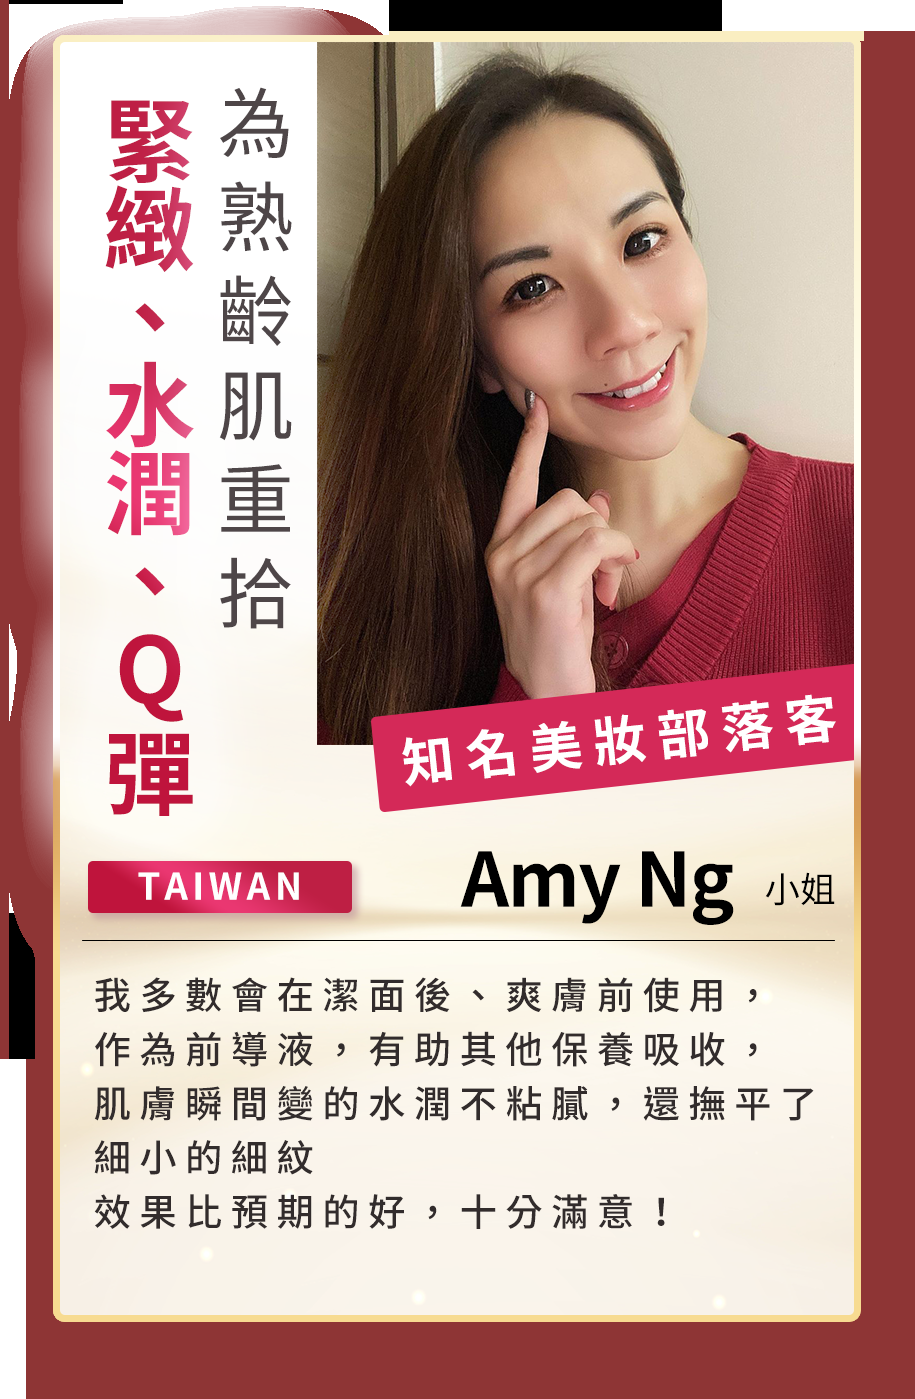 為熟齡肌重拾
緊緻、水潤、Q彈
知名美妝部落客
TAIWAN
Amy Ng 小姐
我多數會在潔面後、爽膚前使用，
作為前導液，有助其他保養吸收，
肌膚瞬間變的水潤不粘膩，還撫平了
細小的細紋
效果比預期的好，十分滿意！